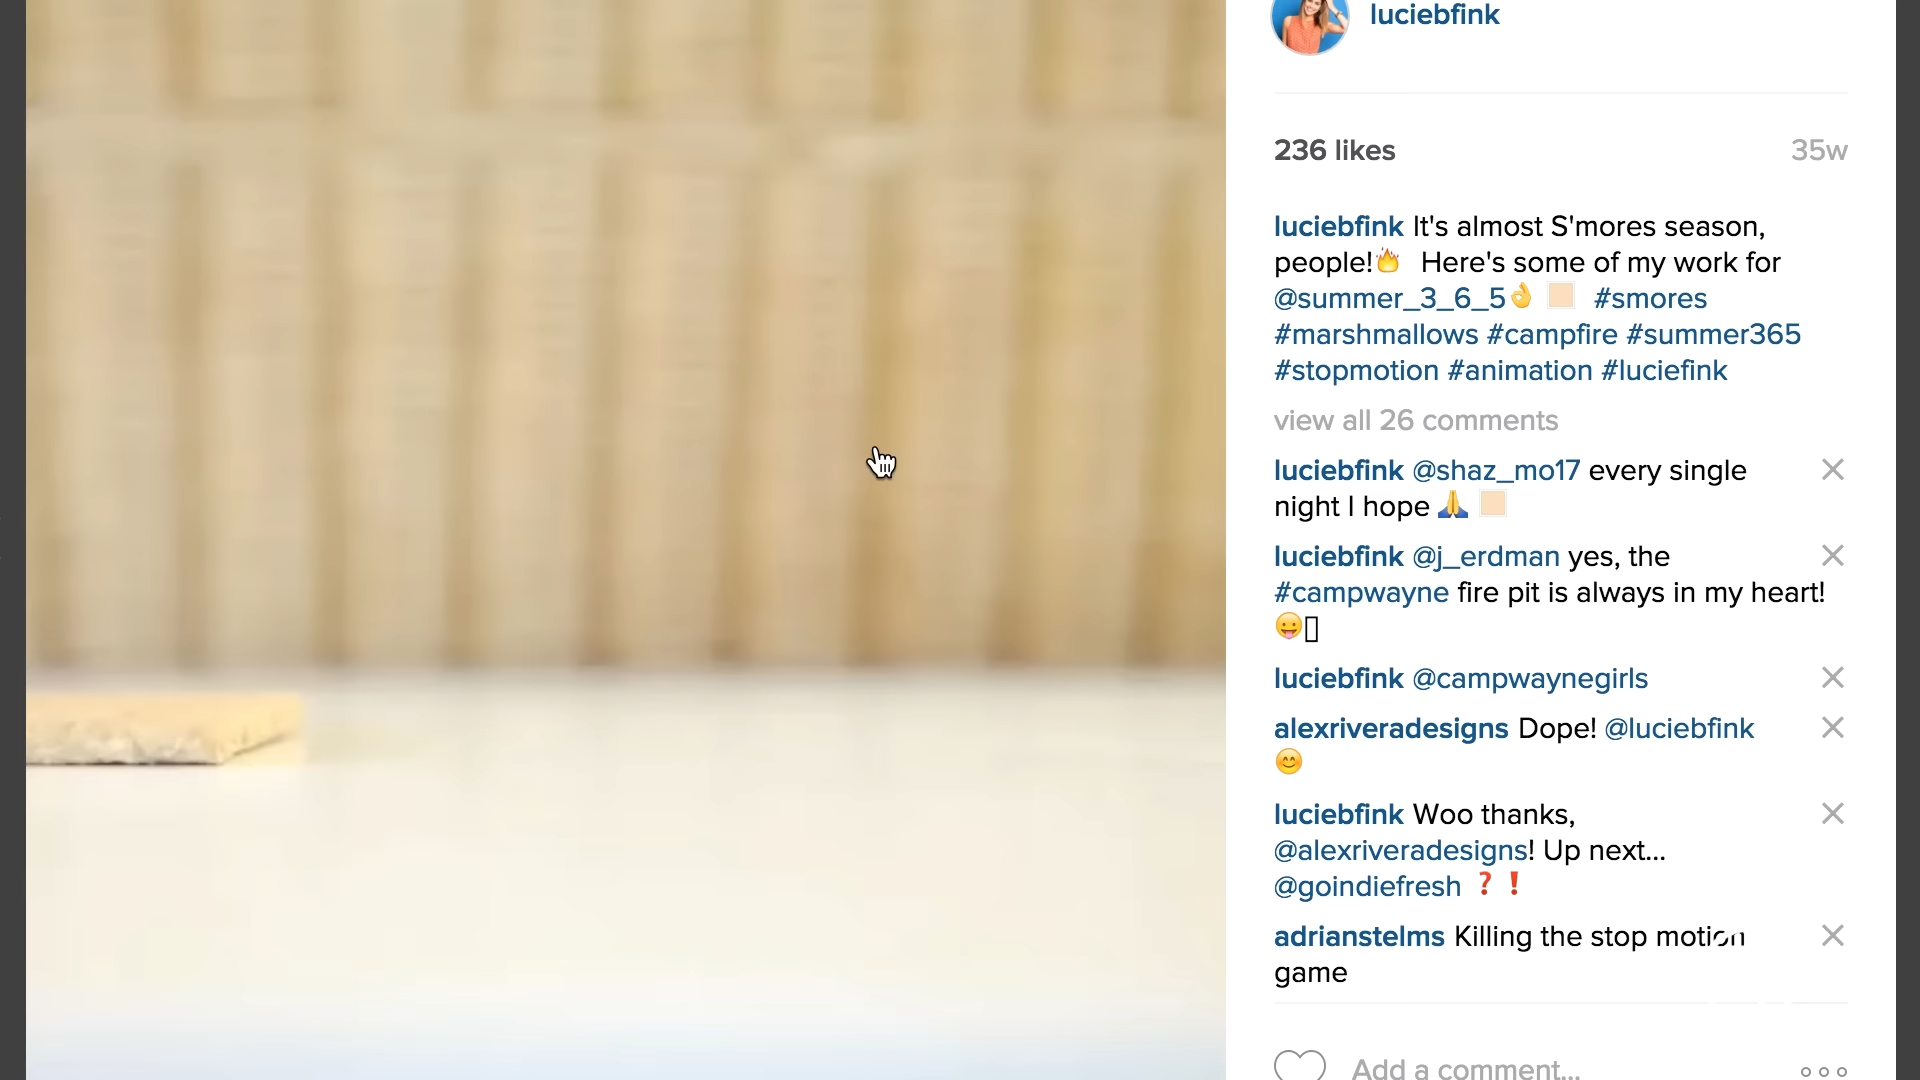 luciebfink
236 likes
35w
luciebfink It's almost S'mores season,
people!🔥 Here's some of my work for
@summer_3_6_5👌 🏻 #smores
#marshmallows #campfire #summer365
#stopmotion #animation #luciefink
view all 26 comments
luciebfink @shaz_mo17 every single
night I hope 🙏 🏻
luciebfink @j_erdman yes, the
#campwayne fire pit is always in my heart!
😛
luciebfink @campwaynegirls
alexriveradesigns Dope! @luciebfink
😊
luciebfink Woo thanks,
@alexriveradesigns! Up next...
@goindiefresh ❓❗
adrianstelms Killing the stop motion
game
Add a comment...